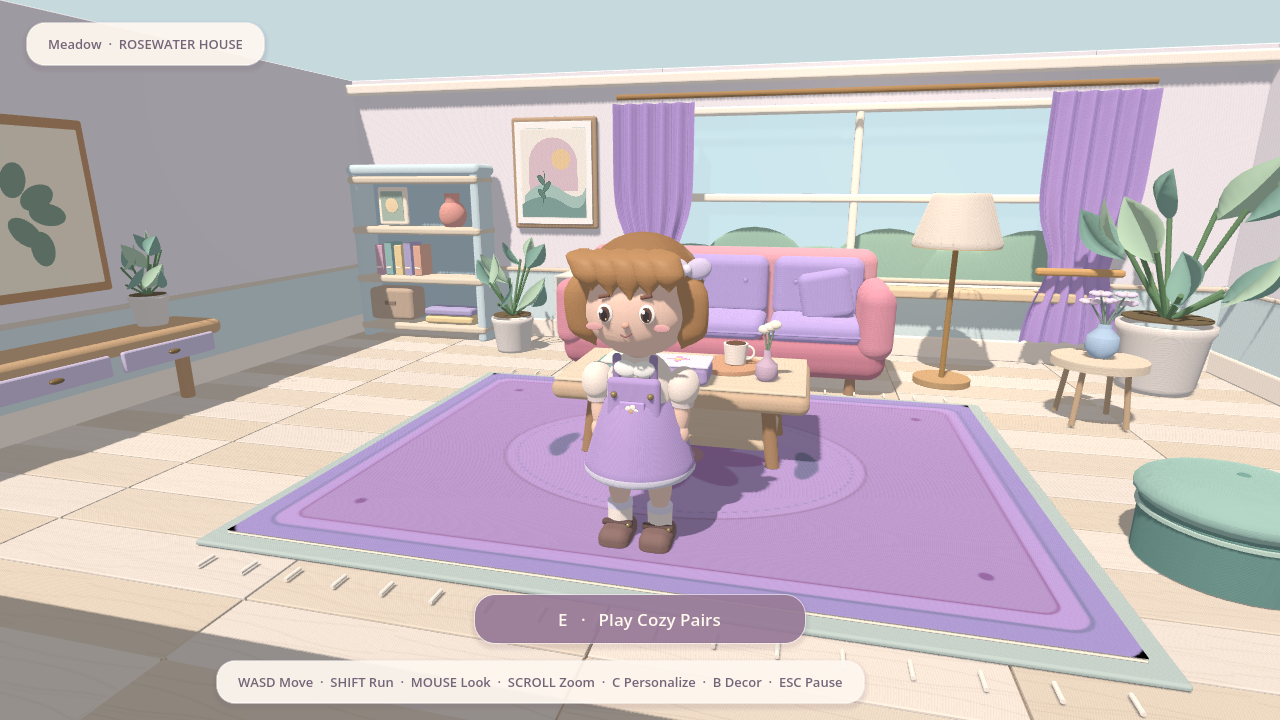 Meadow · ROSEWATER HOUSE
E · Play Cozy Pairs
WASD Move · SHIFT Run · MOUSE Look · SCROLL Zoom · C Personalize · B Decor · ESC Pause